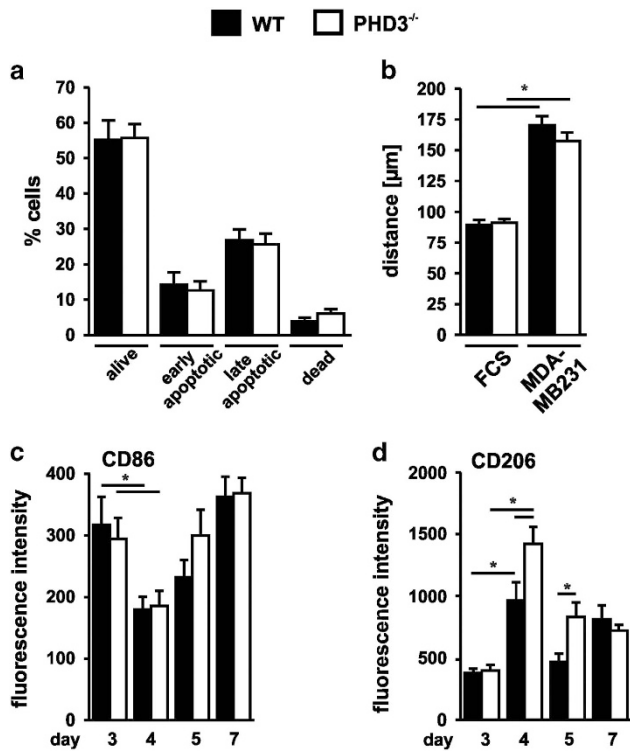 WT PHD3-/-
a
70
60
50
40
30
20
10
0
% cells
alive
early apoptotic
late apoptotic
dead
b
200
175
150
125
100
75
50
25
0
distance [µm]
*
FCS
MDA-
MB231
c
CD86
400
300
200
100
0
fluorescence intensity
*
day 3 4 5 7
d
CD206
2000
1500
1000
500
0
fluorescence intensity
*
*
*
day 3 4 5 7